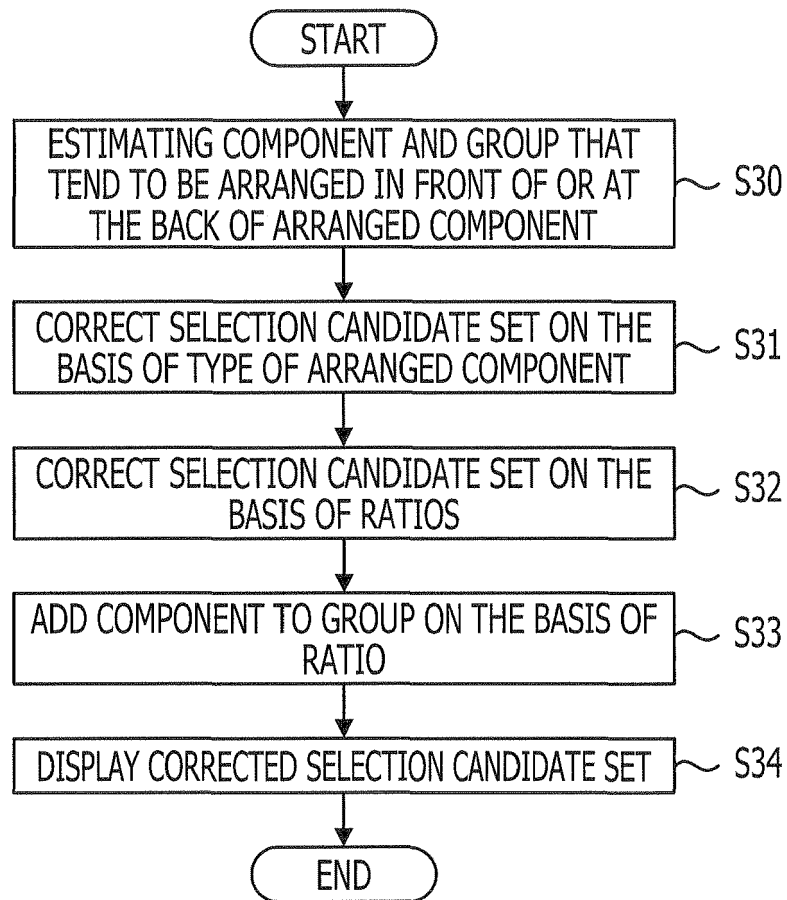 START
ESTIMATING COMPONENT AND GROUP THAT
TEND TO BE ARRANGED IN FRONT OF OR AT
THE BACK OF ARRANGED COMPONENT
S30
CORRECT SELECTION CANDIDATE SET ON THE
BASIS OF TYPE OF ARRANGED COMPONENT
S31
CORRECT SELECTION CANDIDATE SET ON THE
BASIS OF RATIOS
S32
ADD COMPONENT TO GROUP ON THE BASIS OF
RATIO
S33
DISPLAY CORRECTED SELECTION CANDIDATE SET
S34
END